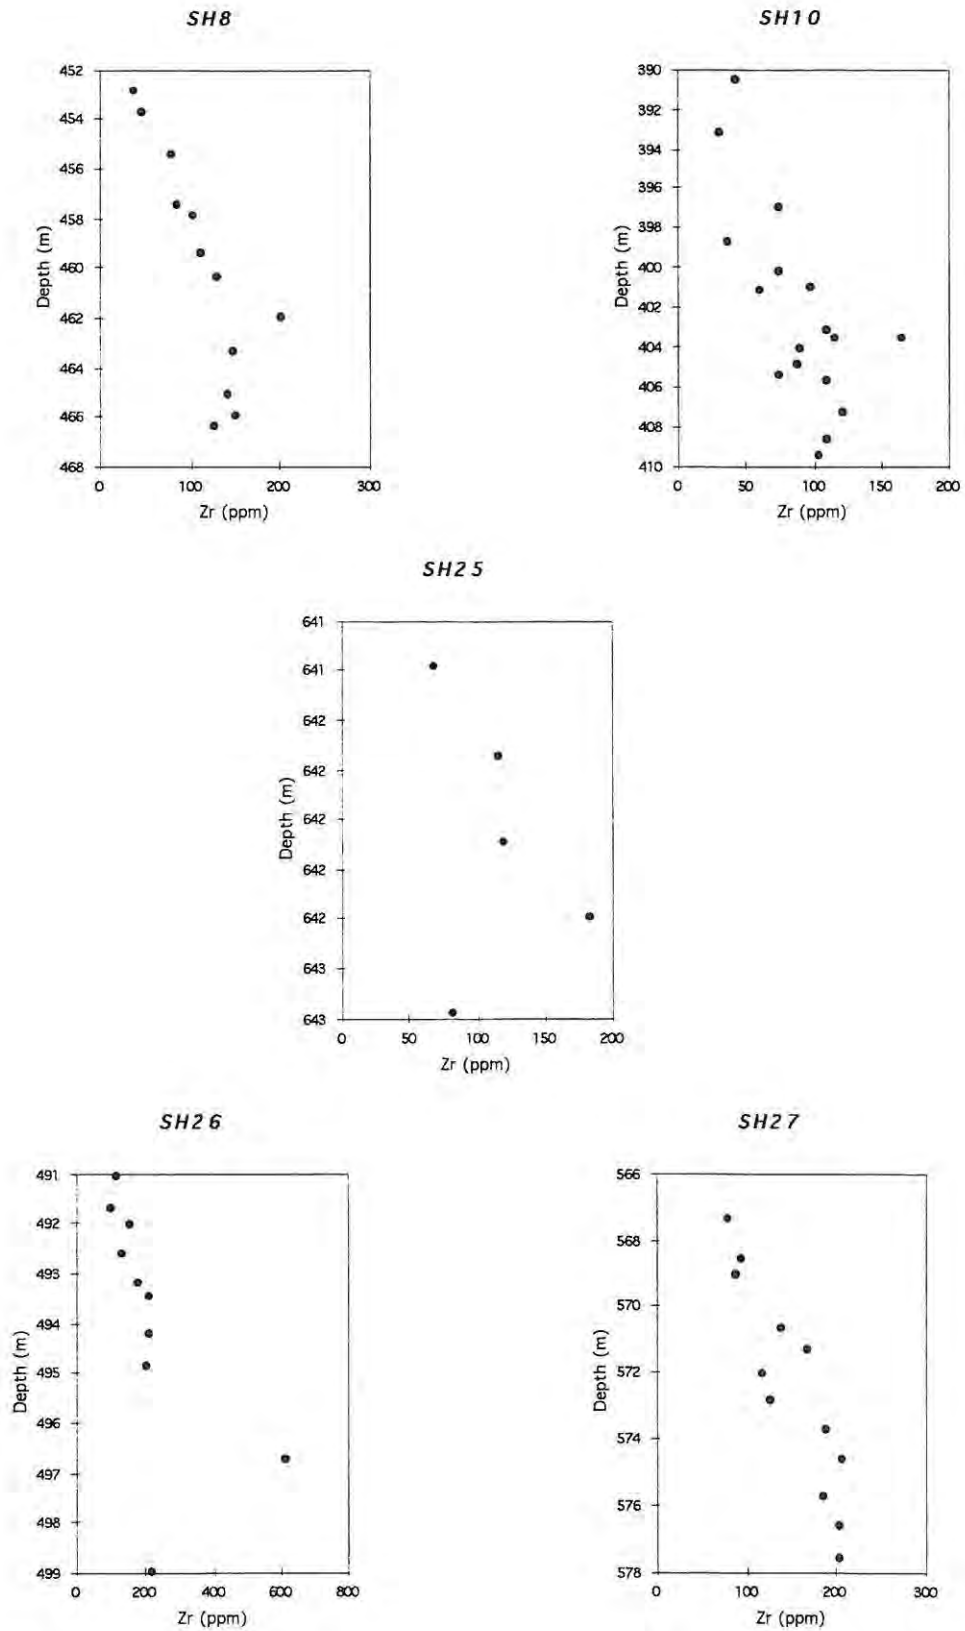 SH8
452
454
456
458
460
462
464
466
468
Depth (m)
0 100 200 300
Zr (ppm)
SH10
390
392
394
396
398
400
402
404
406
408
410
Depth (m)
0 50 100 150 200
Zr (ppm)
SH25
641
641
642
642
642
642
642
643
643
Depth (m)
0 50 100 150 200
Zr (ppm)
SH26
491
492
493
494
495
496
497
498
499
Depth (m)
0 200 400 600 800
Zr (ppm)
SH27
566
568
570
572
574
576
578
Depth (m)
0 100 200 300
Zr (ppm)